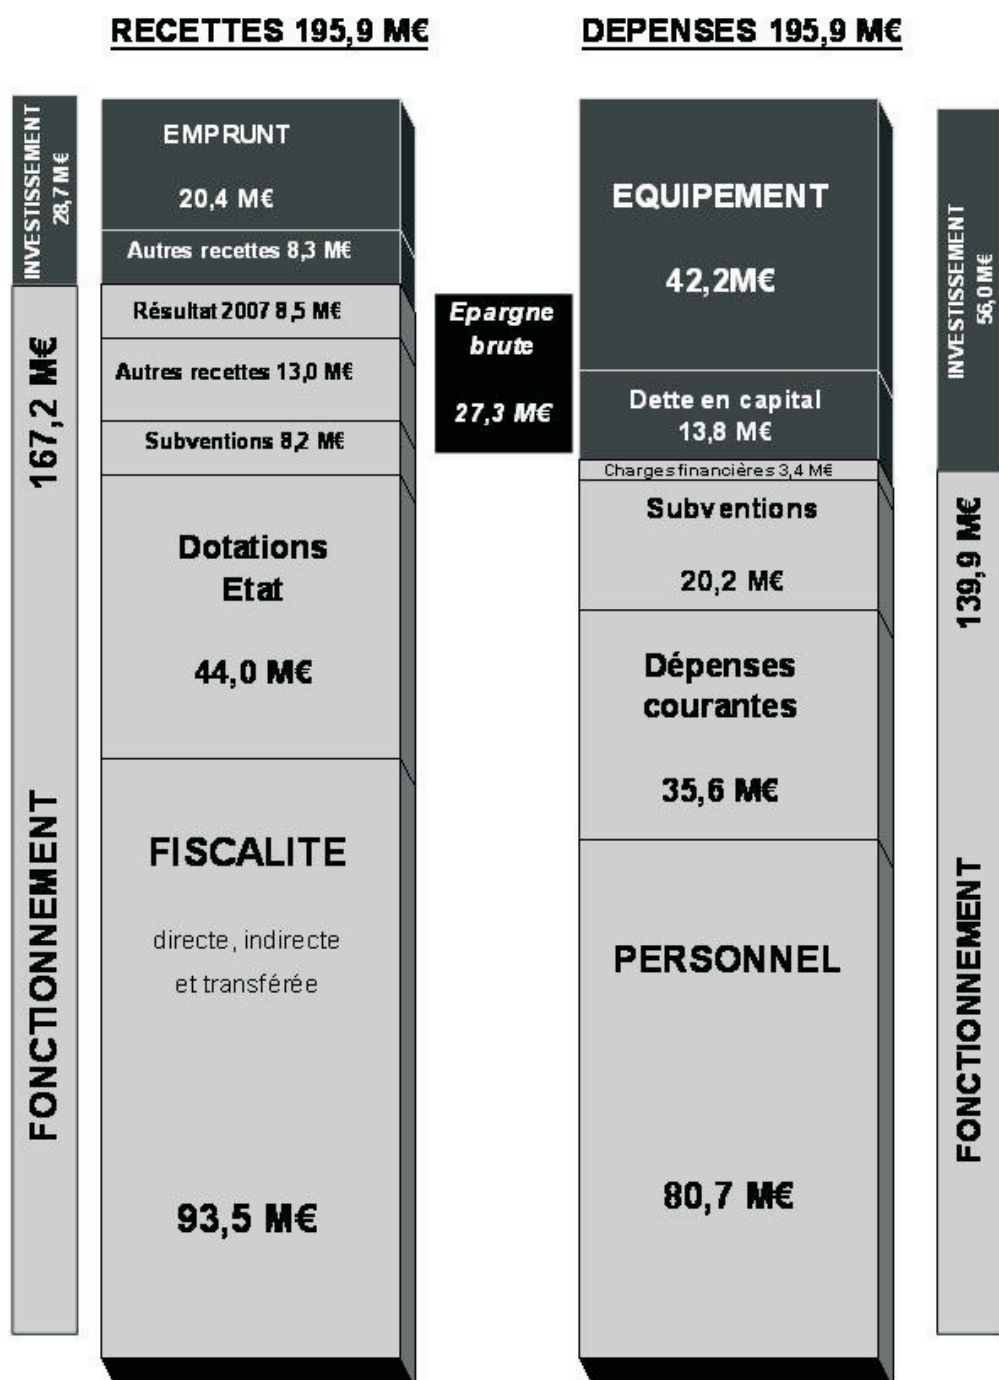 RECETTES 195,9 M€
DEPENSES 195,9 M€
INVESTISSEMENT
28,7 M€
167,2 M€
FONCTIONNEMENT
EMPRUNT
20,4 M€
Autres recettes 8,3 M€
Résultat 2007 8,5 M€
Autres recettes 13,0 M€
Subventions 8,2 M€
Dotations
Etat
44,0 M€
FISCALITE
directe, indirecte
et transférée
93,5 M€
Epargne
brute
27,3 M€
EQUIPEMENT
42,2M€
Dette en capital
13,8 M€
Charges financières 3,4 M€
Subventions
20,2 M€
Dépenses
courantes
35,6 M€
PERSONNEL
80,7 M€
INVESTISSEMENT
56,0 M€
139,9 M€
FONCTIONNEMENT